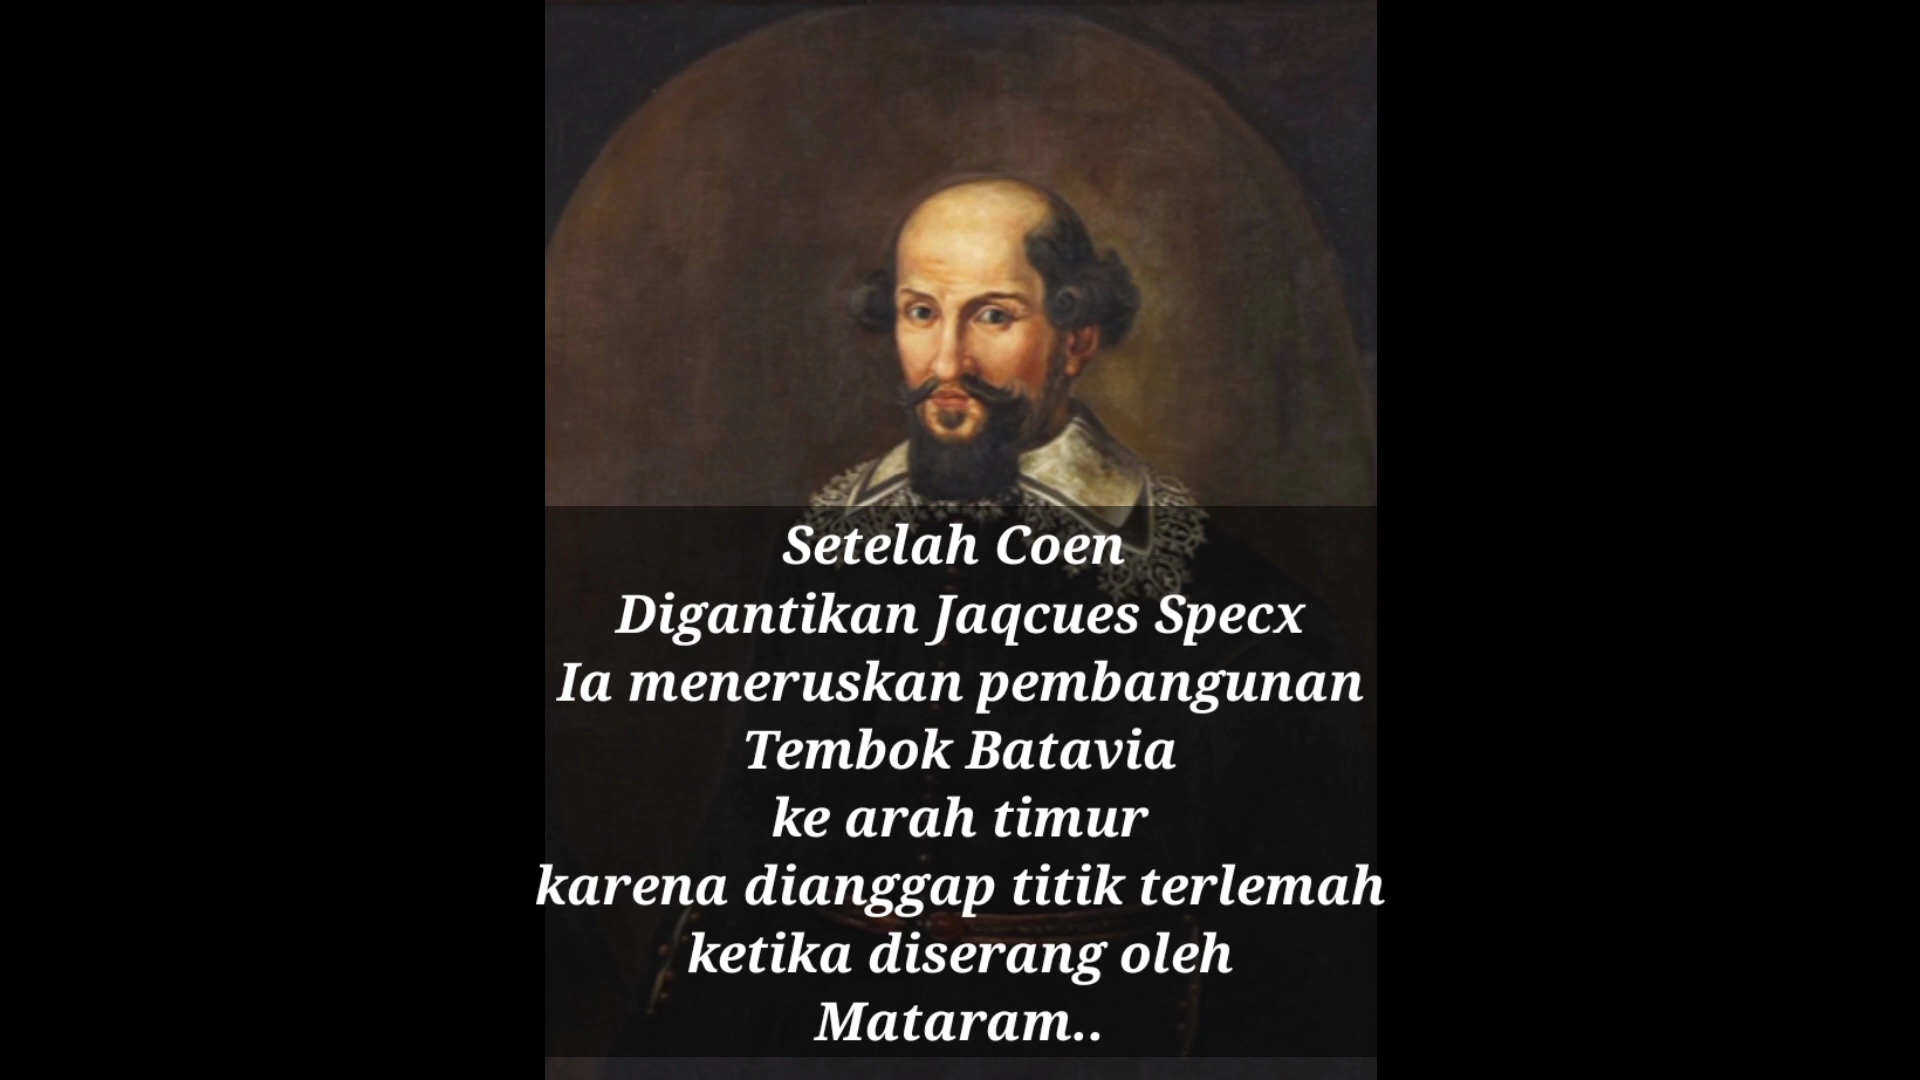 Setelah Coen
Digantikan Jaqcues Specx
Ia meneruskan pembangunan
Tembok Batavia
ke arah timur
karena dianggap titik terlemah
ketika diserang oleh
Mataram..